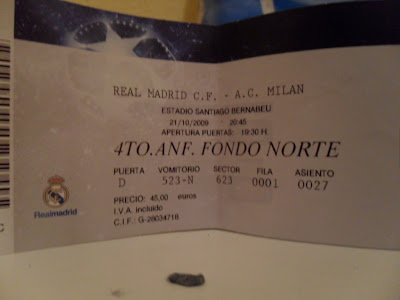 REAL MADRID C.F. - A.C. MILAN
ESTADIO SANTIAGO BERNABEU
21/10/2009 - 20:45
APERTURA PUERTAS: 19:30 H.
4TO.ANF. FONDO NORTE
PUERTA VOMITORIO SECTOR FILA ASIENTO
D 523-N 623 0001 0027
PRECIO: 45,00 euros
I.V.A. incluido
C.I.F.: G-28034718
Realmadrid